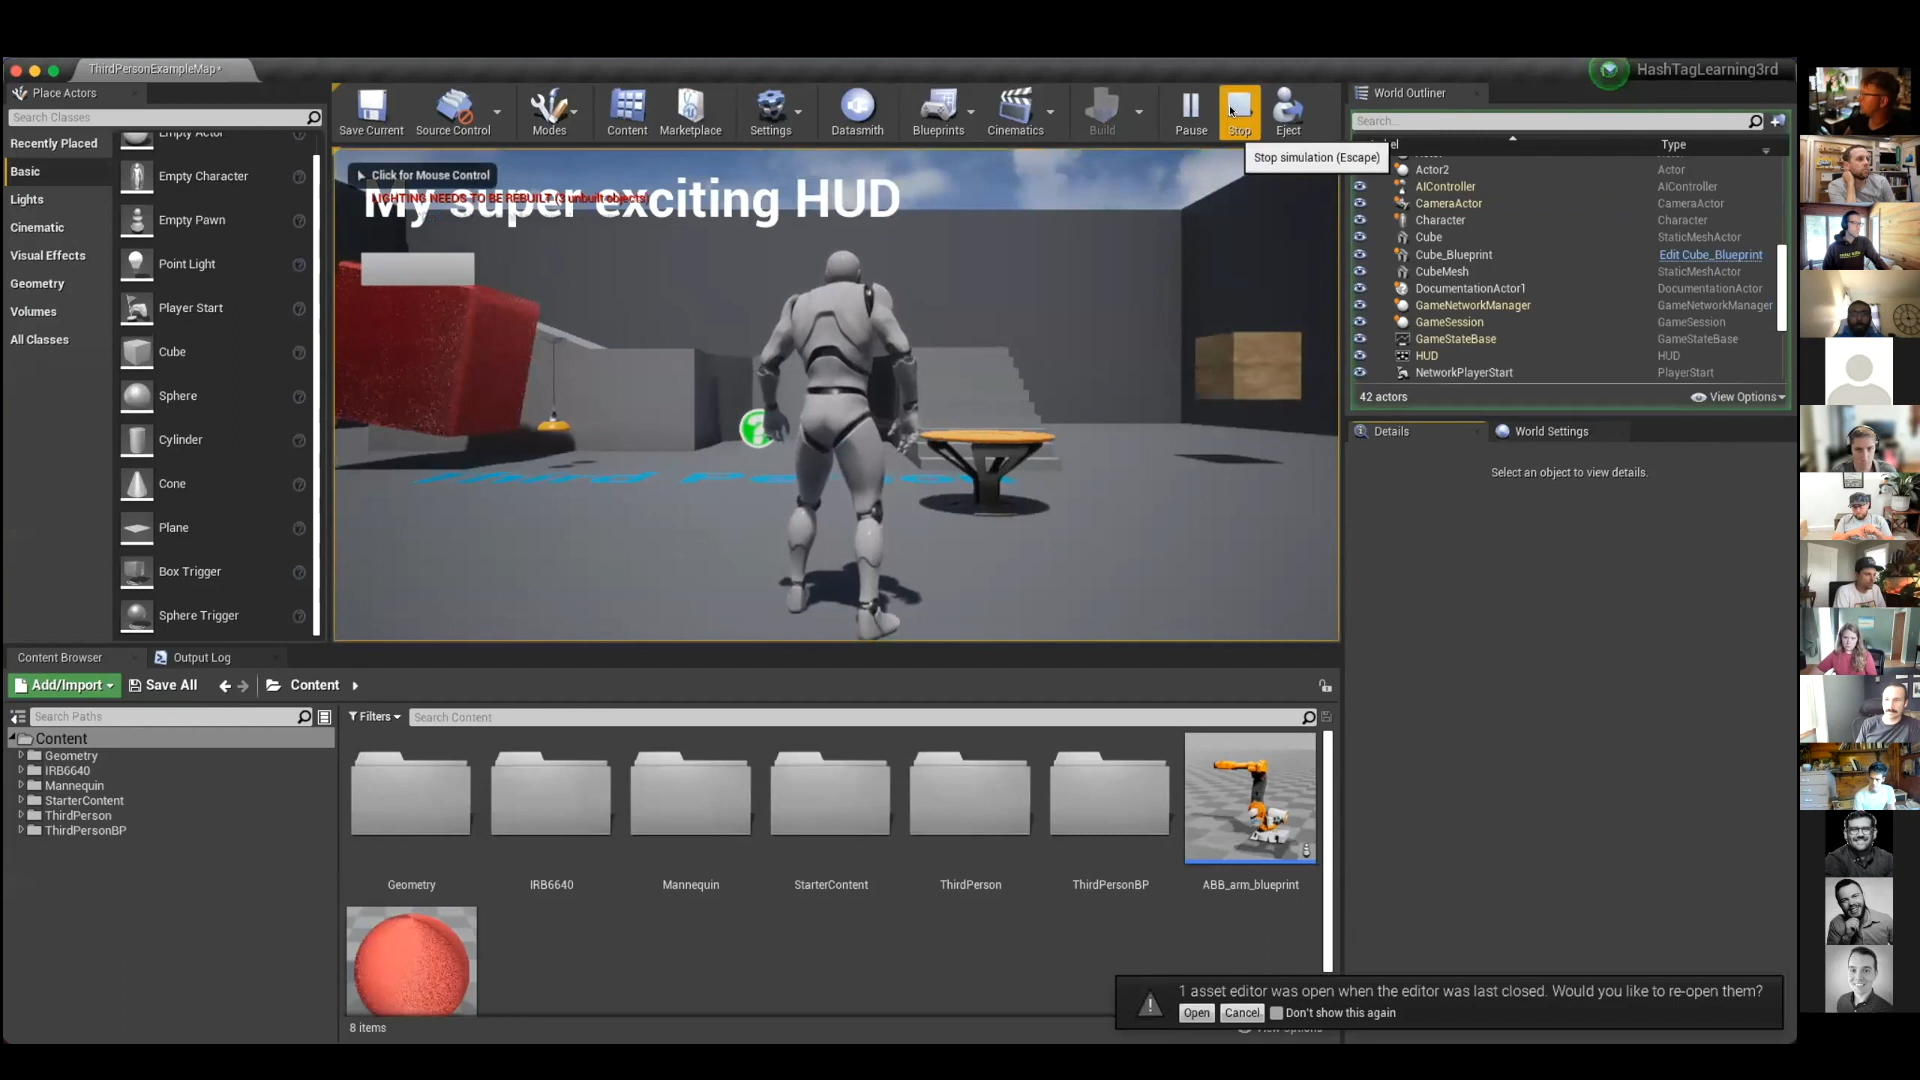 ThirdPersonExampleMap*
HashTagLearning3rd
Place Actors
Search Classes
Recently Placed
Basic
Lights
Cinematic
Visual Effects
Geometry
Volumes
All Classes
Empty Actor
Empty Character
Empty Pawn
Point Light
Player Start
Cube
Sphere
Cylinder
Cone
Plane
Box Trigger
Sphere Trigger
Save Current
Source Control
Modes
Content
Marketplace
Settings
Datasmith
Blueprints
Cinematics
Build
Pause
Stop
Eject
Stop simulation (Escape)
Click for Mouse Control
LIGHTING NEEDS TO BE REBUILT (3 unbuilt objects)
My super exciting HUD
World Outliner
Search...
Type
Actor2 Actor
AIController AIController
CameraActor CameraActor
Character Character
Cube StaticMeshActor
Cube_Blueprint Edit Cube_Blueprint
CubeMesh StaticMeshActor
DocumentationActor1 DocumentationActor
GameNetworkManager GameNetworkManager
GameSession GameSession
GameStateBase GameStateBase
HUD HUD
NetworkPlayerStart PlayerStart
42 actors
View Options
Details
World Settings
Select an object to view details.
Content Browser
Output Log
Add/Import
Save All
Content
Search Paths
Filters
Search Content
Content
Geometry
IRB6640
Mannequin
StarterContent
ThirdPerson
ThirdPersonBP
Geometry
IRB6640
Mannequin
StarterContent
ThirdPerson
ThirdPersonBP
ABB_arm_blueprint
8 items
1 asset editor was open when the editor was last closed. Would you like to re-open them?
Open
Cancel
Don't show this again
View Options